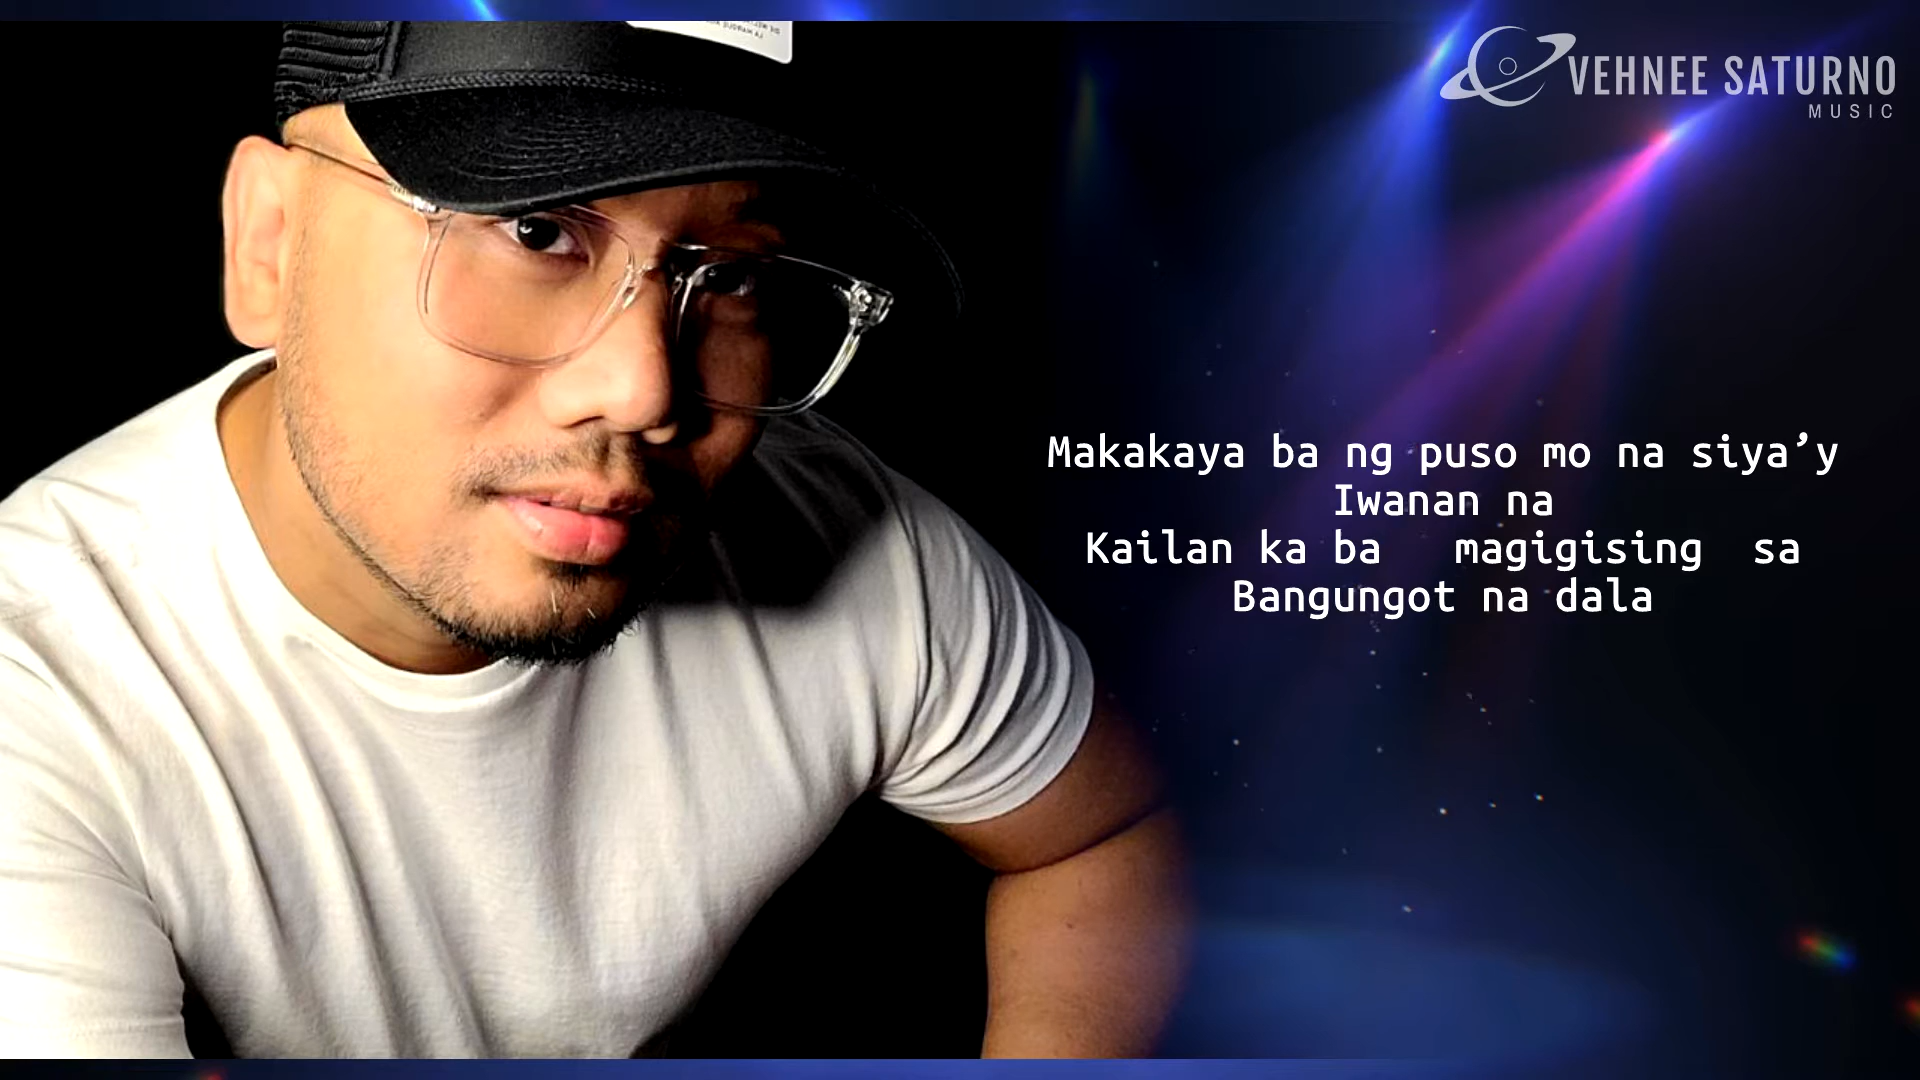 VEHNEE SATURNO
MUSIC
Makakaya ba ng puso mo na siya’y
Iwanan na
Kailan ka ba magigising sa
Bangungot na dala